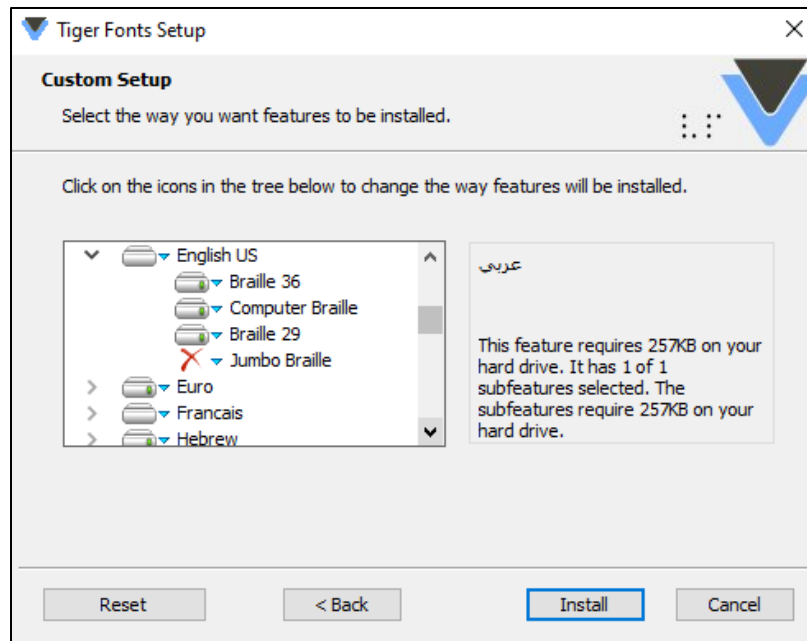 Tiger Fonts Setup
Custom Setup
Select the way you want features to be installed.
Click on the icons in the tree below to change the way features will be installed.
English US
Braille 36
Computer Braille
Braille 29
Jumbo Braille
Euro
Francais
Hebrew
عربي
This feature requires 257KB on your
hard drive. It has 1 of 1
subfeatures selected. The
subfeatures require 257KB on your
hard drive.
Reset
< Back
Install
Cancel